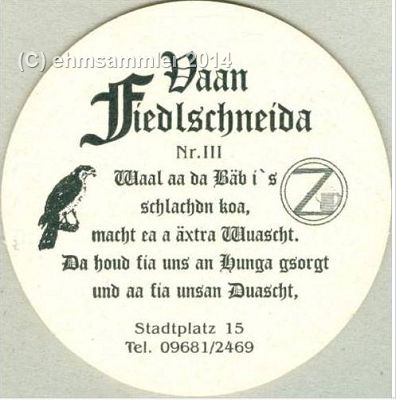 (C) ehmsammler 2014
Vaan
Fiedlschneida
Nr.III
Waal aa da Bäb i`s
schlachdn koa,
macht ea a äxtra Wuascht.
Da houd fia uns an Hunga gsorgt
und aa fia unsan Duascht,
Z
Stadtplatz 15
Tel. 09681/2469